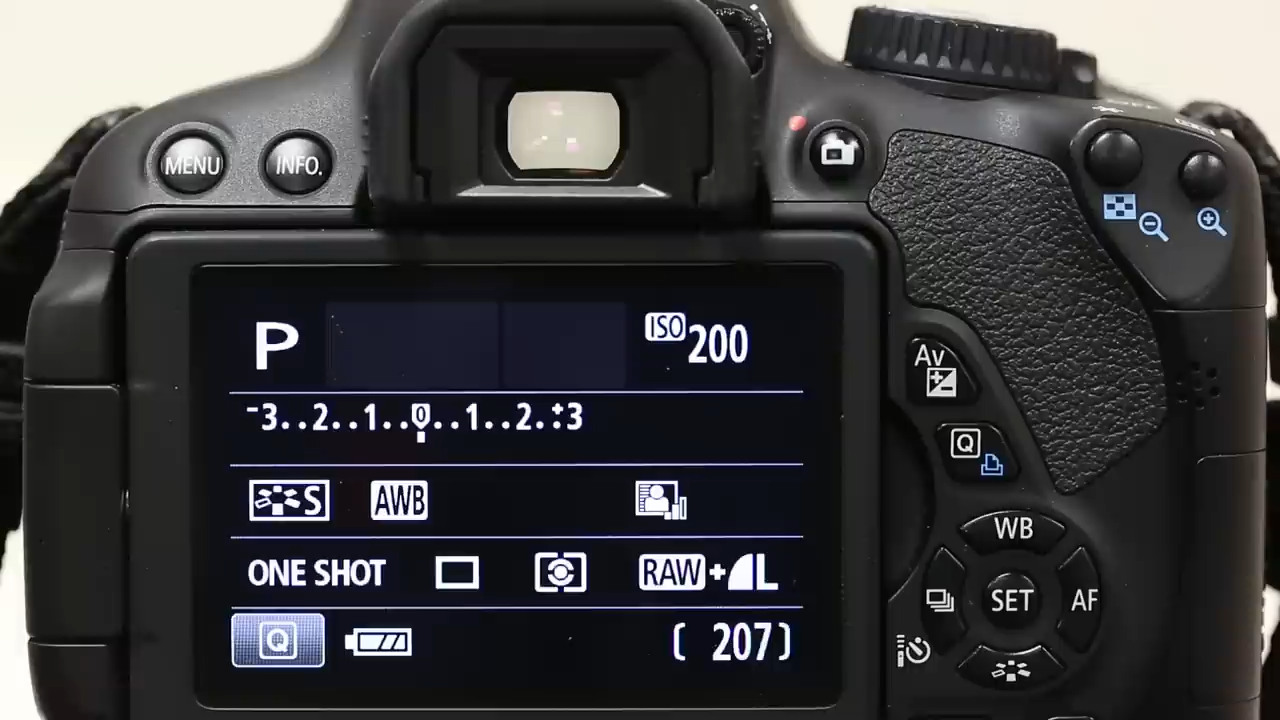 MENU INFO.
P ISO 200
-3..2..1..0..1..2.+3
S AWB
ONE SHOT RAW+L
Q [ 207]
Av
Q
WB
SET AF